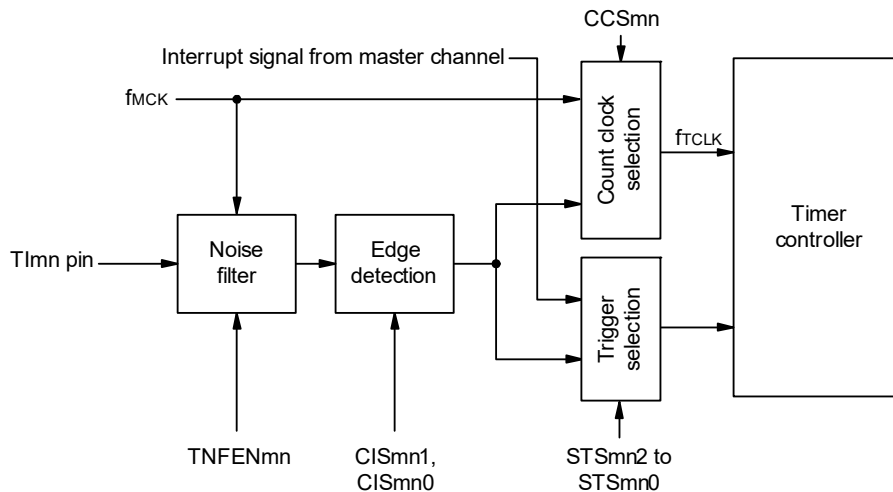 CCSmn
Interrupt signal from master channel
fMCK
Count clock
selection
fTCLK
Timer
controller
TImn pin
Noise
filter
Edge
detection
Trigger
selection
TNFENmn
CISmn1,
CISmn0
STSmn2 to
STSmn0